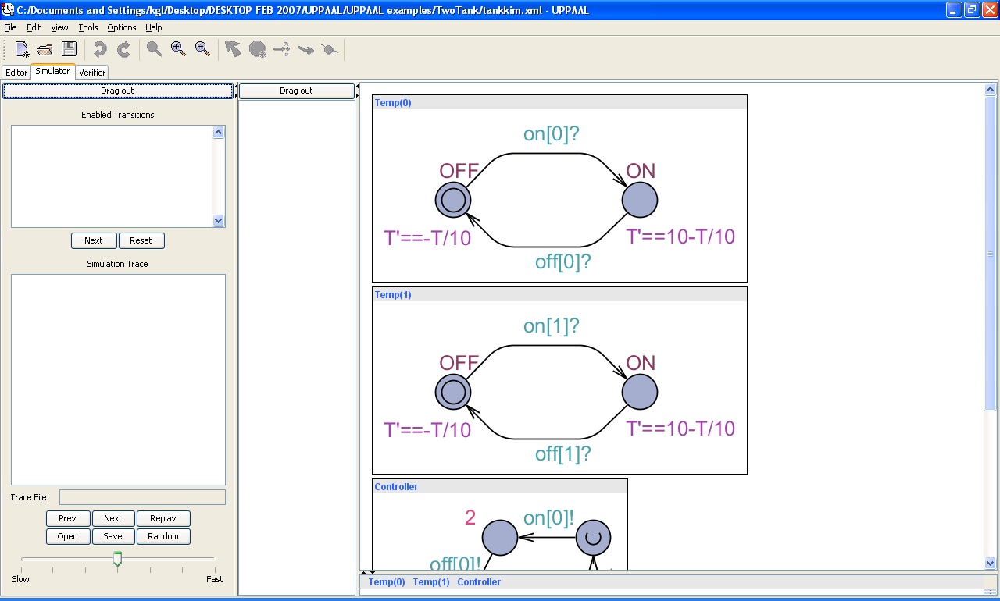 C:/Documents and Settings/kgl/Desktop/DESKTOP FEB 2007/UPPAAL/UPPAAL examples/TwoTank/tankkim.xml - UPPAAL
File Edit View Tools Options Help
Editor Simulator Verifier
Drag out
Enabled Transitions
Next Reset
Simulation Trace
Trace File:
Prev Next Replay
Open Save Random
Slow Fast
Drag out
Temp(0)
on[0]?
OFF ON
T'==-T/10 T'==10-T/10
off[0]?
Temp(1)
on[1]?
OFF ON
T'==-T/10 T'==10-T/10
off[1]?
Controller
2 on[0]!
off[0]!
Temp(0) Temp(1) Controller